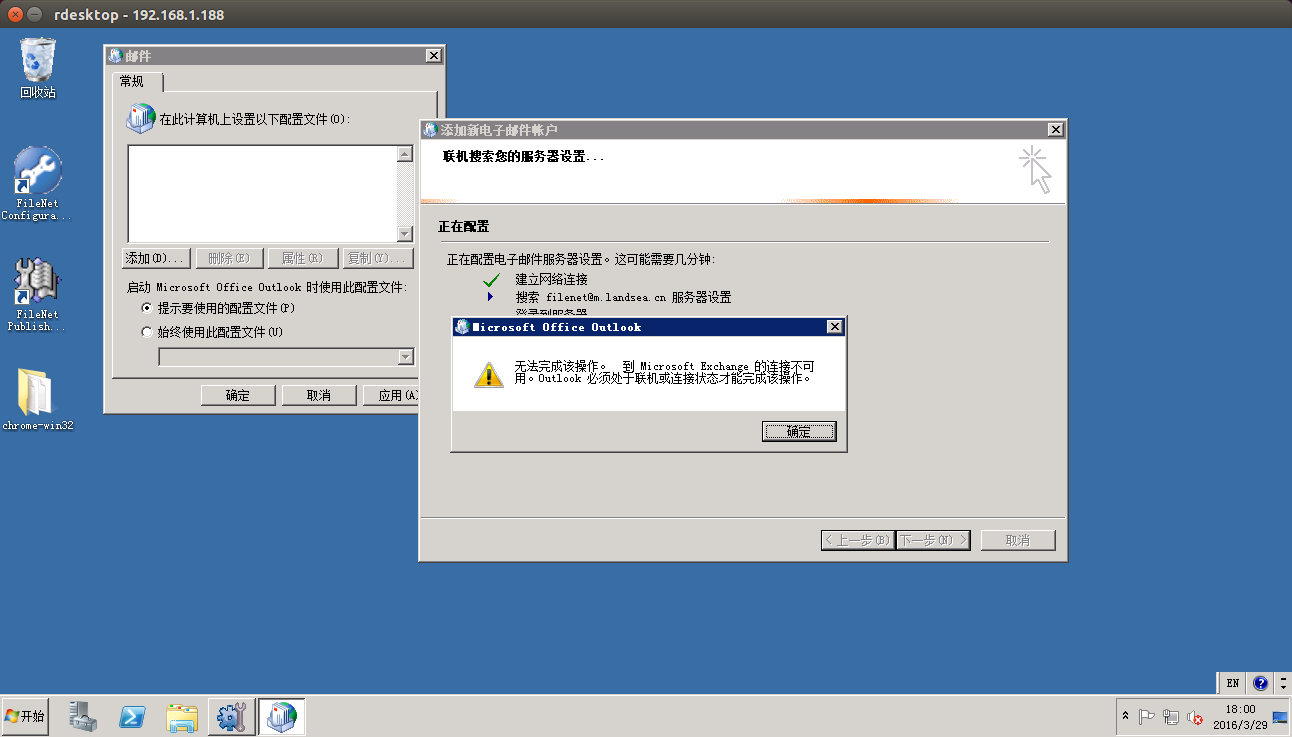 rdesktop - 192.168.1.188
回收站
FileNet
Configura...
FileNet
Publish...
chrome-win32
邮件
常规
在此计算机上设置以下配置文件(O):
添加(D)...
删除(E)
属性(R)
复制(Y)...
启动 Microsoft Office Outlook 时使用此配置文件:
提示要使用的配置文件(P)
始终使用此配置文件(U)
确定
取消
应用(A)
添加新电子邮件帐户
联机搜索您的服务器设置...
正在配置
正在配置电子邮件服务器设置。这可能需要几分钟:
建立网络连接
搜索 filenet@m.landsea.cn 服务器设置
登录到服务器
Microsoft Office Outlook
无法完成该操作。 到 Microsoft Exchange 的连接不可
用。Outlook 必须处于联机或连接状态才能完成该操作。
确定
< 上一步(B)
下一步(N) >
取消
EN
开始
18:00
2016/3/29